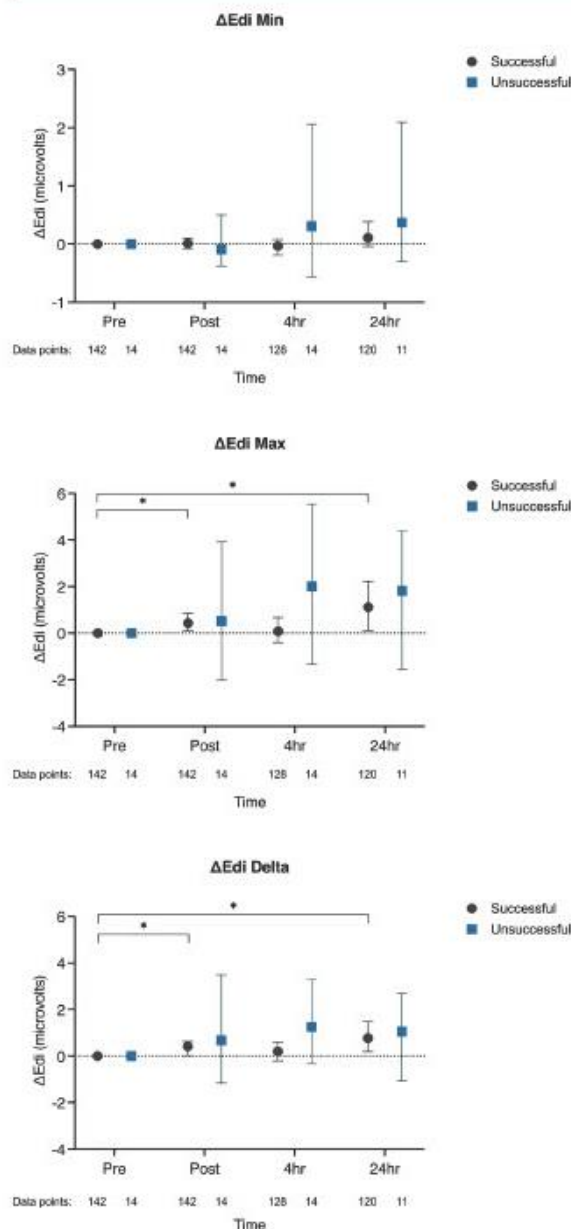 ΔEdi Min
Successful
Unsuccessful
3
2
1
0
-1
ΔEdi (microvolts)
Pre Post 4hr 24hr
Data points: 142 14 142 14 128 14 120 11
Time
ΔEdi Max
Successful
Unsuccessful
* 
*
6
4
2
0
-2
-4
ΔEdi (microvolts)
Pre Post 4hr 24hr
Data points: 142 14 142 14 128 14 120 11
Time
ΔEdi Delta
Successful
Unsuccessful
*
*
6
4
2
0
-2
-4
ΔEdi (microvolts)
Pre Post 4hr 24hr
Data points: 142 14 142 14 128 14 120 11
Time